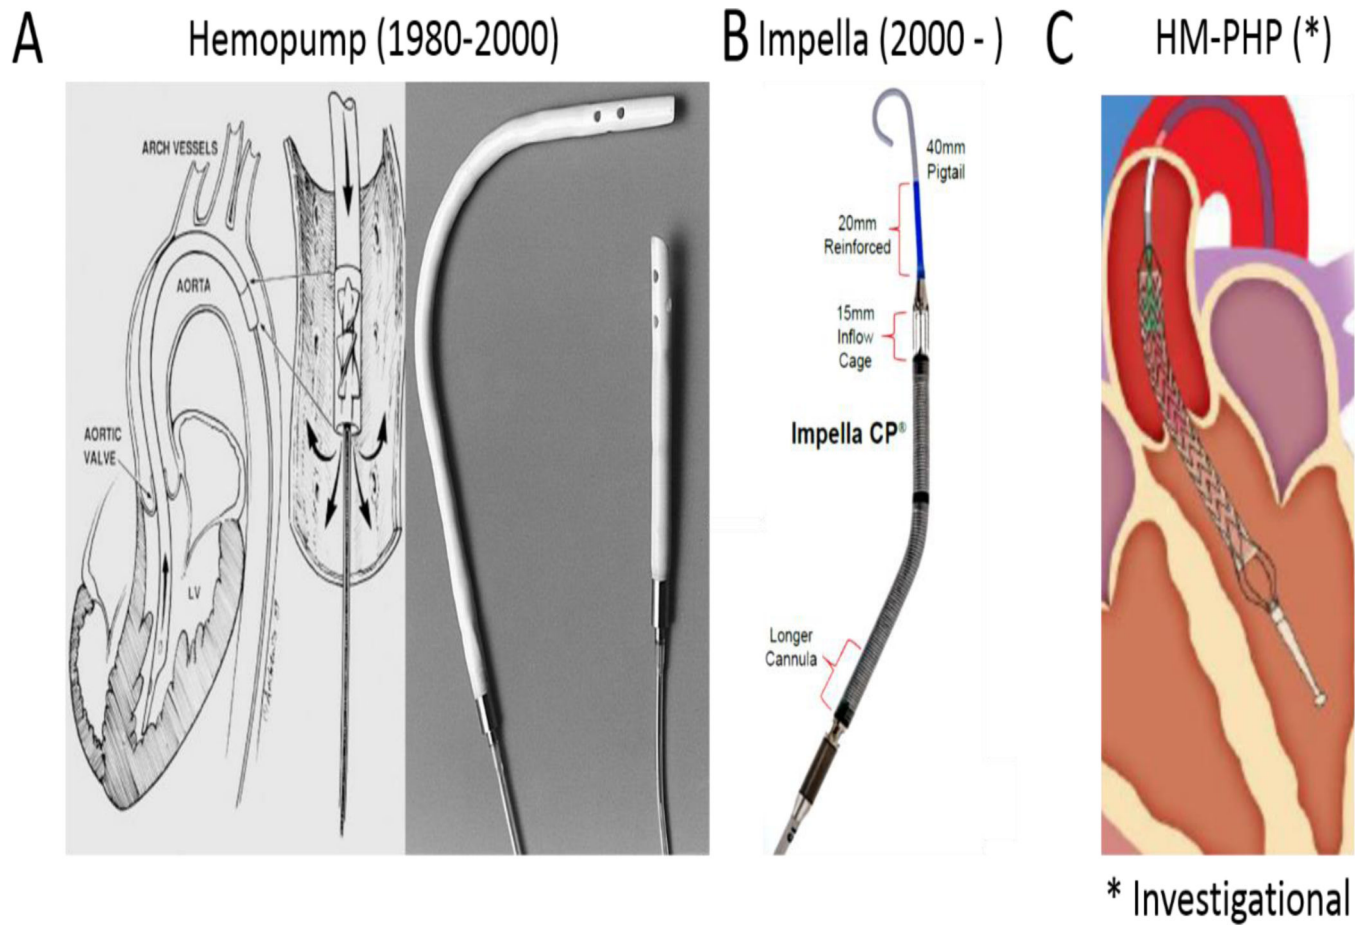 A
Hemopump (1980-2000)
B
Impella (2000 - )
C
HM-PHP (*)
ARCH VESSELS
AORTA
AORTIC
VALVE
LV
40mm
Pigtail
20mm
Reinforced
15mm
Inflow
Cage
Impella CP®
Longer
Cannula
* Investigational